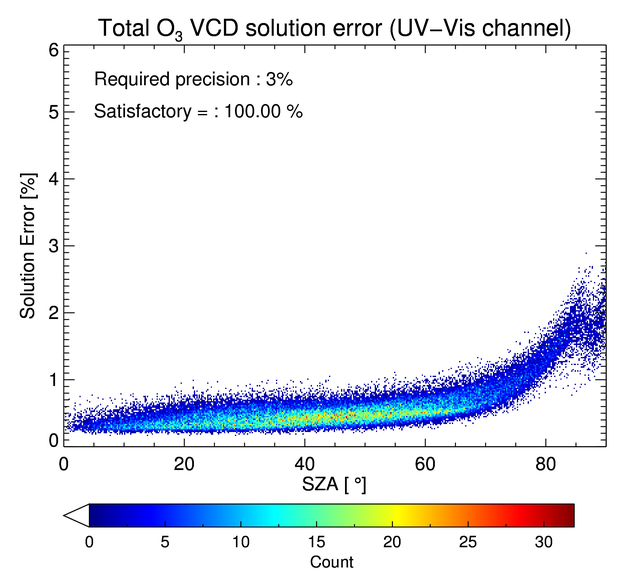 Total O3 VCD solution error (UV−Vis channel)
Required precision : 3%
Satisfactory = : 100.00 %
6
5
4
3
2
1
0
Solution Error [%]
0 20 40 60 80
SZA [ °]
0 5 10 15 20 25 30
Count